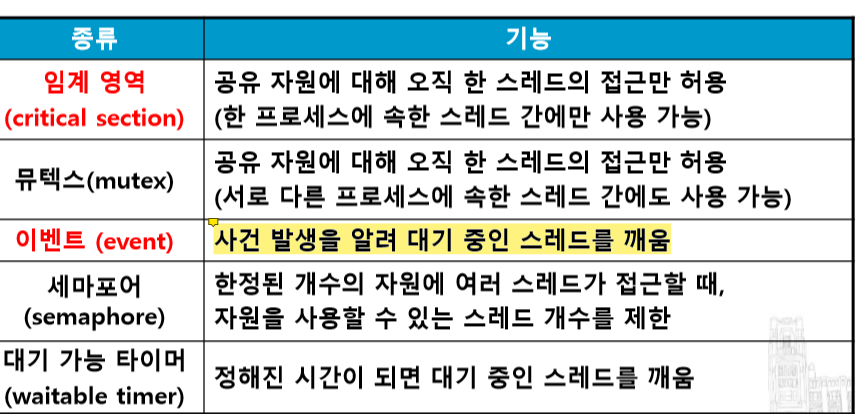 종류
기능
임계 영역
(critical section)
공유 자원에 대해 오직 한 스레드의 접근만 허용
(한 프로세스에 속한 스레드 간에만 사용 가능)
뮤텍스(mutex)
공유 자원에 대해 오직 한 스레드의 접근만 허용
(서로 다른 프로세스에 속한 스레드 간에도 사용 가능)
이벤트 (event)
사건 발생을 알려 대기 중인 스레드를 깨움
세마포어
(semaphore)
한정된 개수의 자원에 여러 스레드가 접근할 때,
자원을 사용할 수 있는 스레드 개수를 제한
대기 가능 타이머
(waitable timer)
정해진 시간이 되면 대기 중인 스레드를 깨움